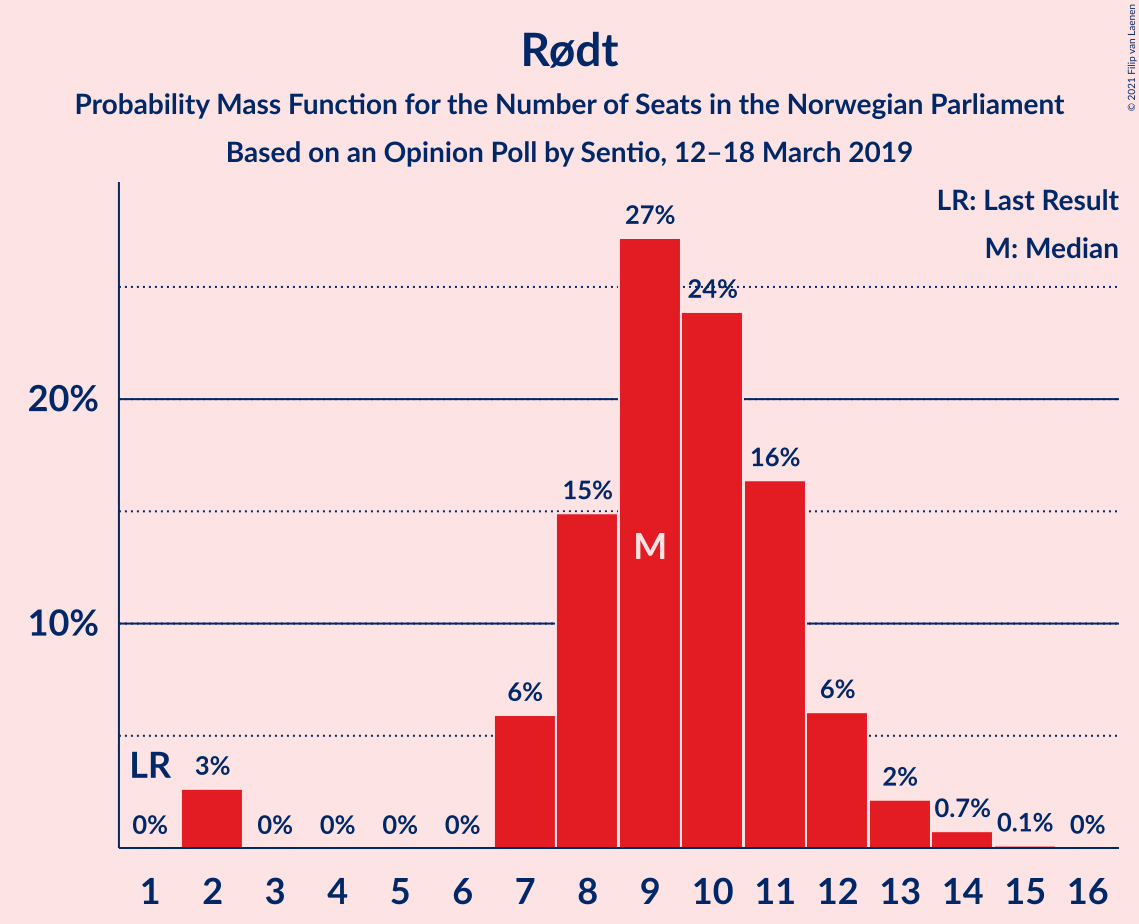 Rødt
Probability Mass Function for the Number of Seats in the Norwegian Parliament
Based on an Opinion Poll by Sentio, 12–18 March 2019
© 2021 Filip van Laenen
LR: Last Result
M: Median
27%
24%
20%
16%
15%
M
10%
6%
6%
LR
3%
2%
0.7%
0.1%
0%
0%
0%
0%
0%
0%
1 2 3 4 5 6 7 8 9 10 11 12 13 14 15 16